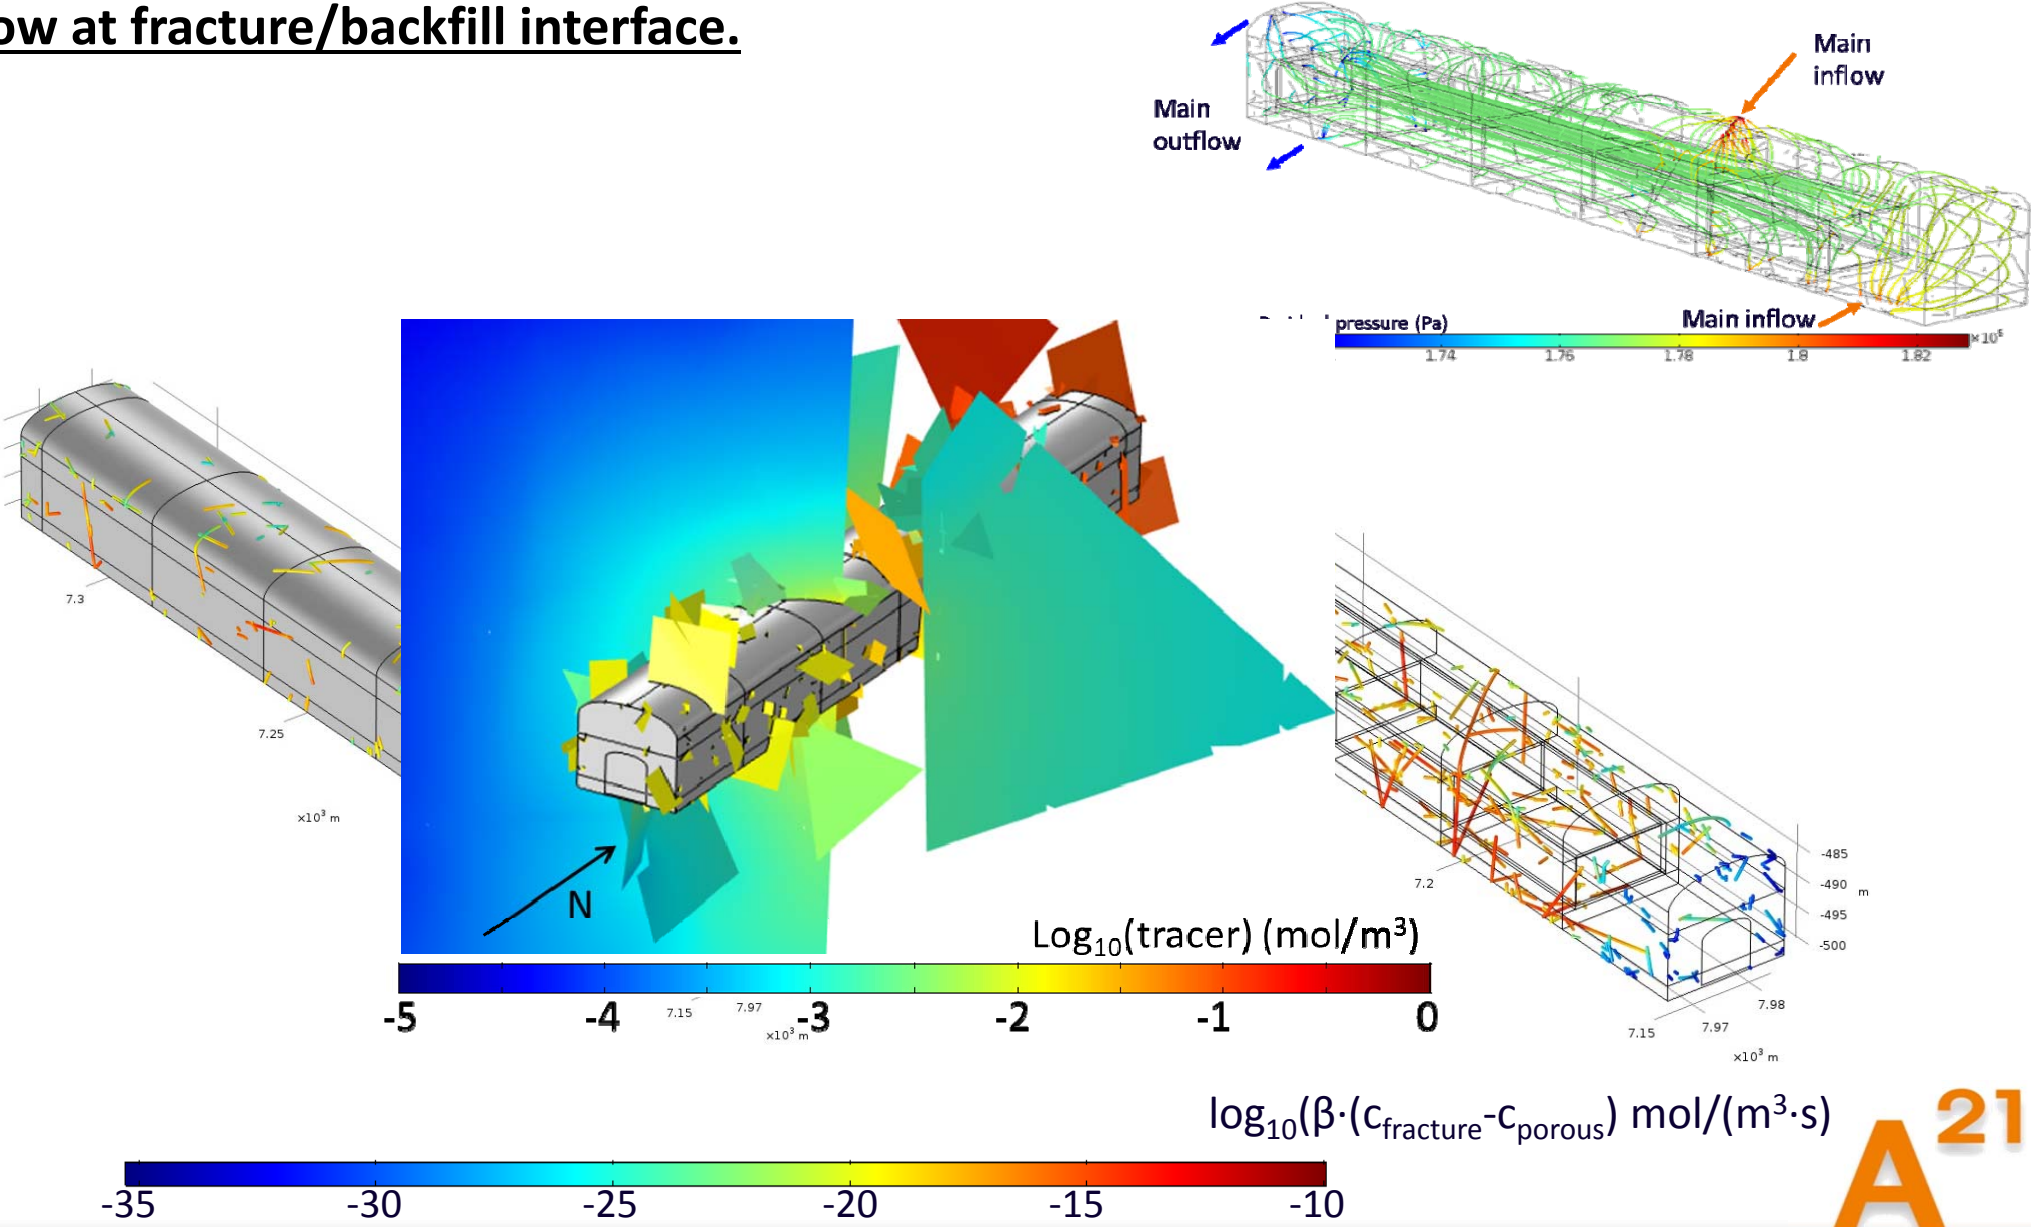 ow at fracture/backfill interface.
Main
inflow
Main
outflow
Main inflow
pressure (Pa)
1.74 1.76 1.78 1.8 1.82 ×10⁶
7.3
7.25
×10³ m
N
7.2
-485
-490 m
-495
-500
7.98
7.97
7.15
×10³ m
Log₁₀(tracer) (mol/m³)
-5 -4 -3 -2 -1 0
7.15 7.97
×10³ m
log₁₀(β·(c_fracture-c_porous) mol/(m³·s)
-35 -30 -25 -20 -15 -10
A²¹